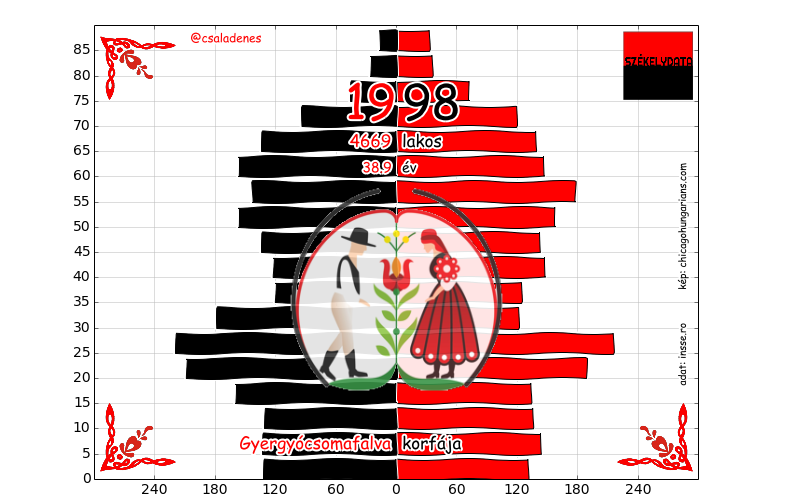 @csaladenes
SZÉKELYDATA
1998
4669 lakos
38.9 év
kép: chicagohungarians.com
adat: insse.ro
Gyergyócsomafalva korfája
85
80
75
70
65
60
55
50
45
40
35
30
25
20
15
10
5
0
240 180 120 60 0 60 120 180 240